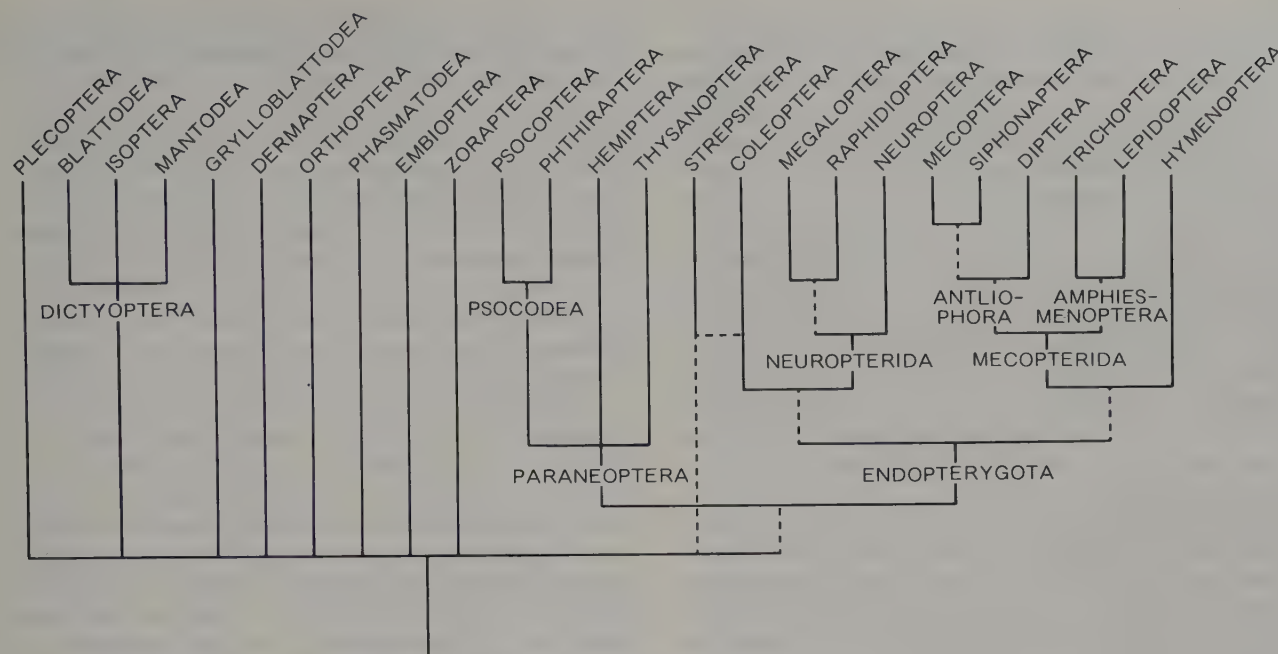 PLECOPTERA
BLATTODEA
ISOPTERA
MANTODEA
GRYLLOBLATTODEA
DERMAPTERA
ORTHOPTERA
PHASMATODEA
EMBIOPTERA
ZORAPTERA
PSOCOPTERA
PHTHIRAPTERA
HEMIPTERA
THYSANOPTERA
STREPSIPTERA
COLEOPTERA
MEGALOPTERA
RAPHIDIOPTERA
NEUROPTERA
MECOPTERA
SIPHONAPTERA
DIPTERA
TRICHOPTERA
LEPIDOPTERA
HYMENOPTERA
DICTYOPTERA
PSOCODEA
ANTLIO-
PHORA
AMPHIES-
MENOPTERA
NEUROPTERIDA
MECOPTERIDA
PARANEOPTERA
ENDOPTERYGOTA